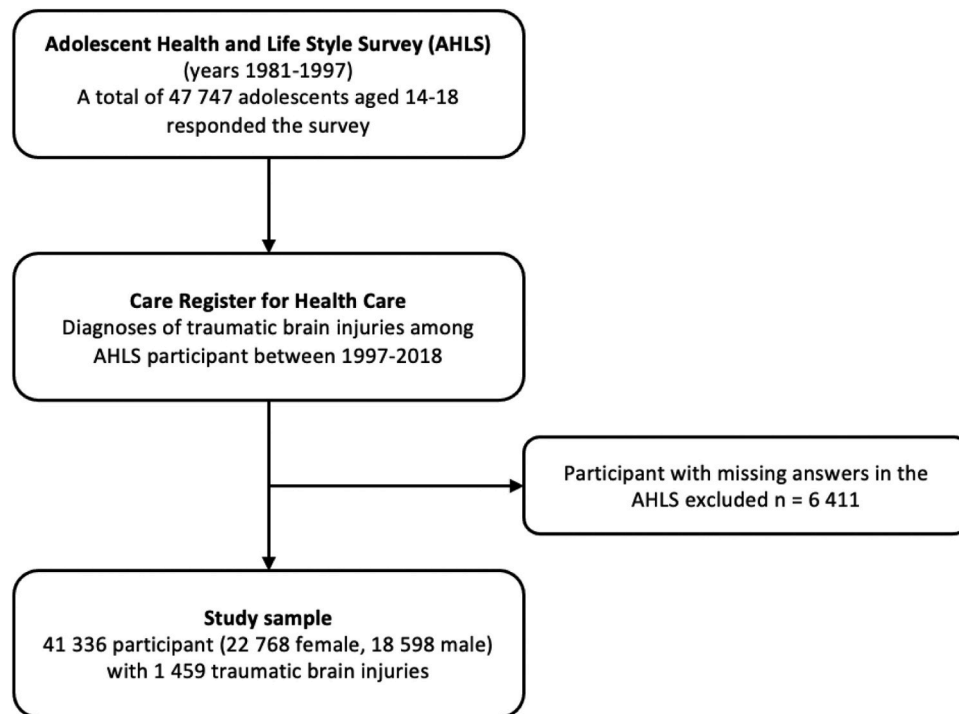 Adolescent Health and Life Style Survey (AHLS)
(years 1981-1997)
A total of 47 747 adolescents aged 14-18
responded the survey
Care Register for Health Care
Diagnoses of traumatic brain injuries among
AHLS participant between 1997-2018
Participant with missing answers in the
AHLS excluded n = 6 411
Study sample
41 336 participant (22 768 female, 18 598 male)
with 1 459 traumatic brain injuries